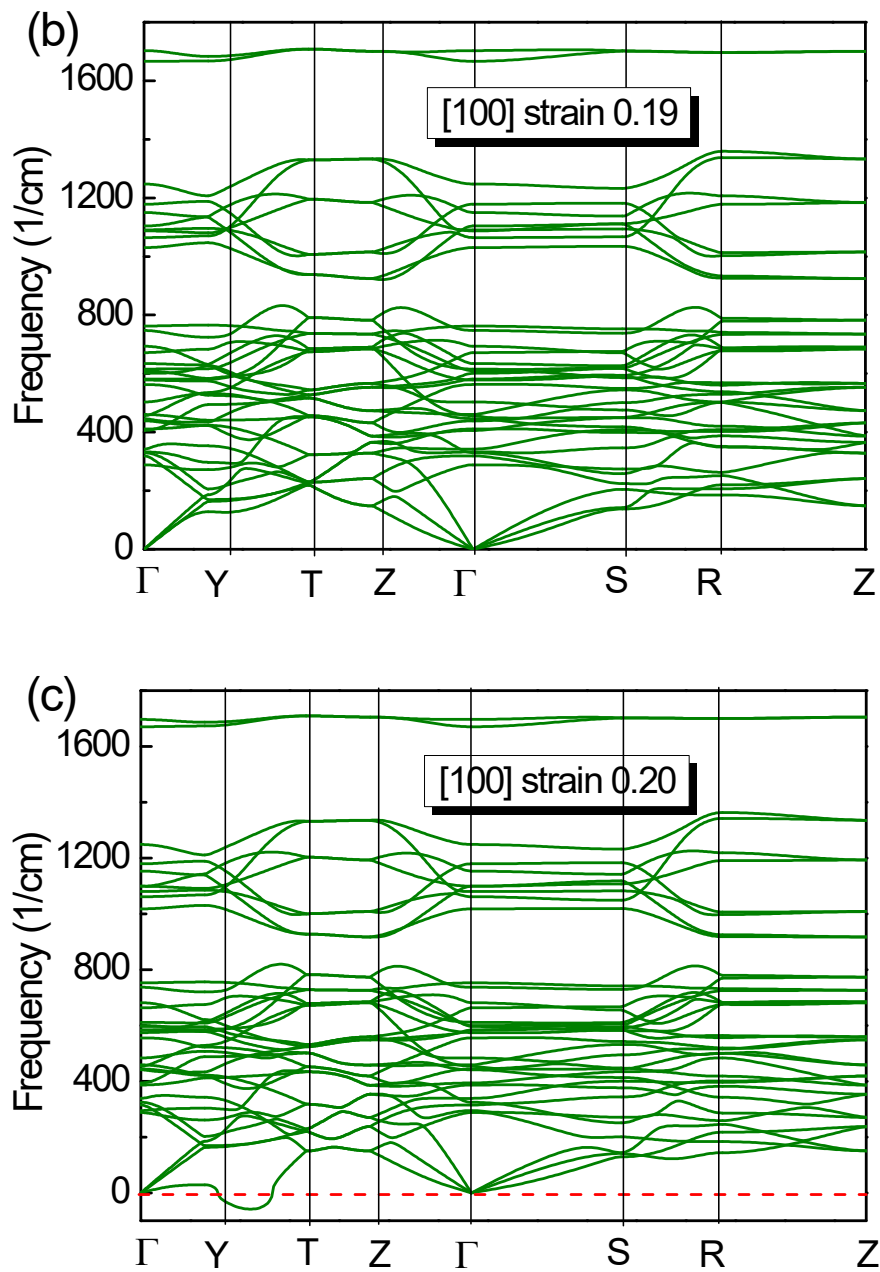 (b)
[100] strain 0.19
Frequency (1/cm)
1600
1200
800
400
0
Γ Y T Z Γ S R Z
(c)
[100] strain 0.20
Frequency (1/cm)
1600
1200
800
400
0
Γ Y T Z Γ S R Z